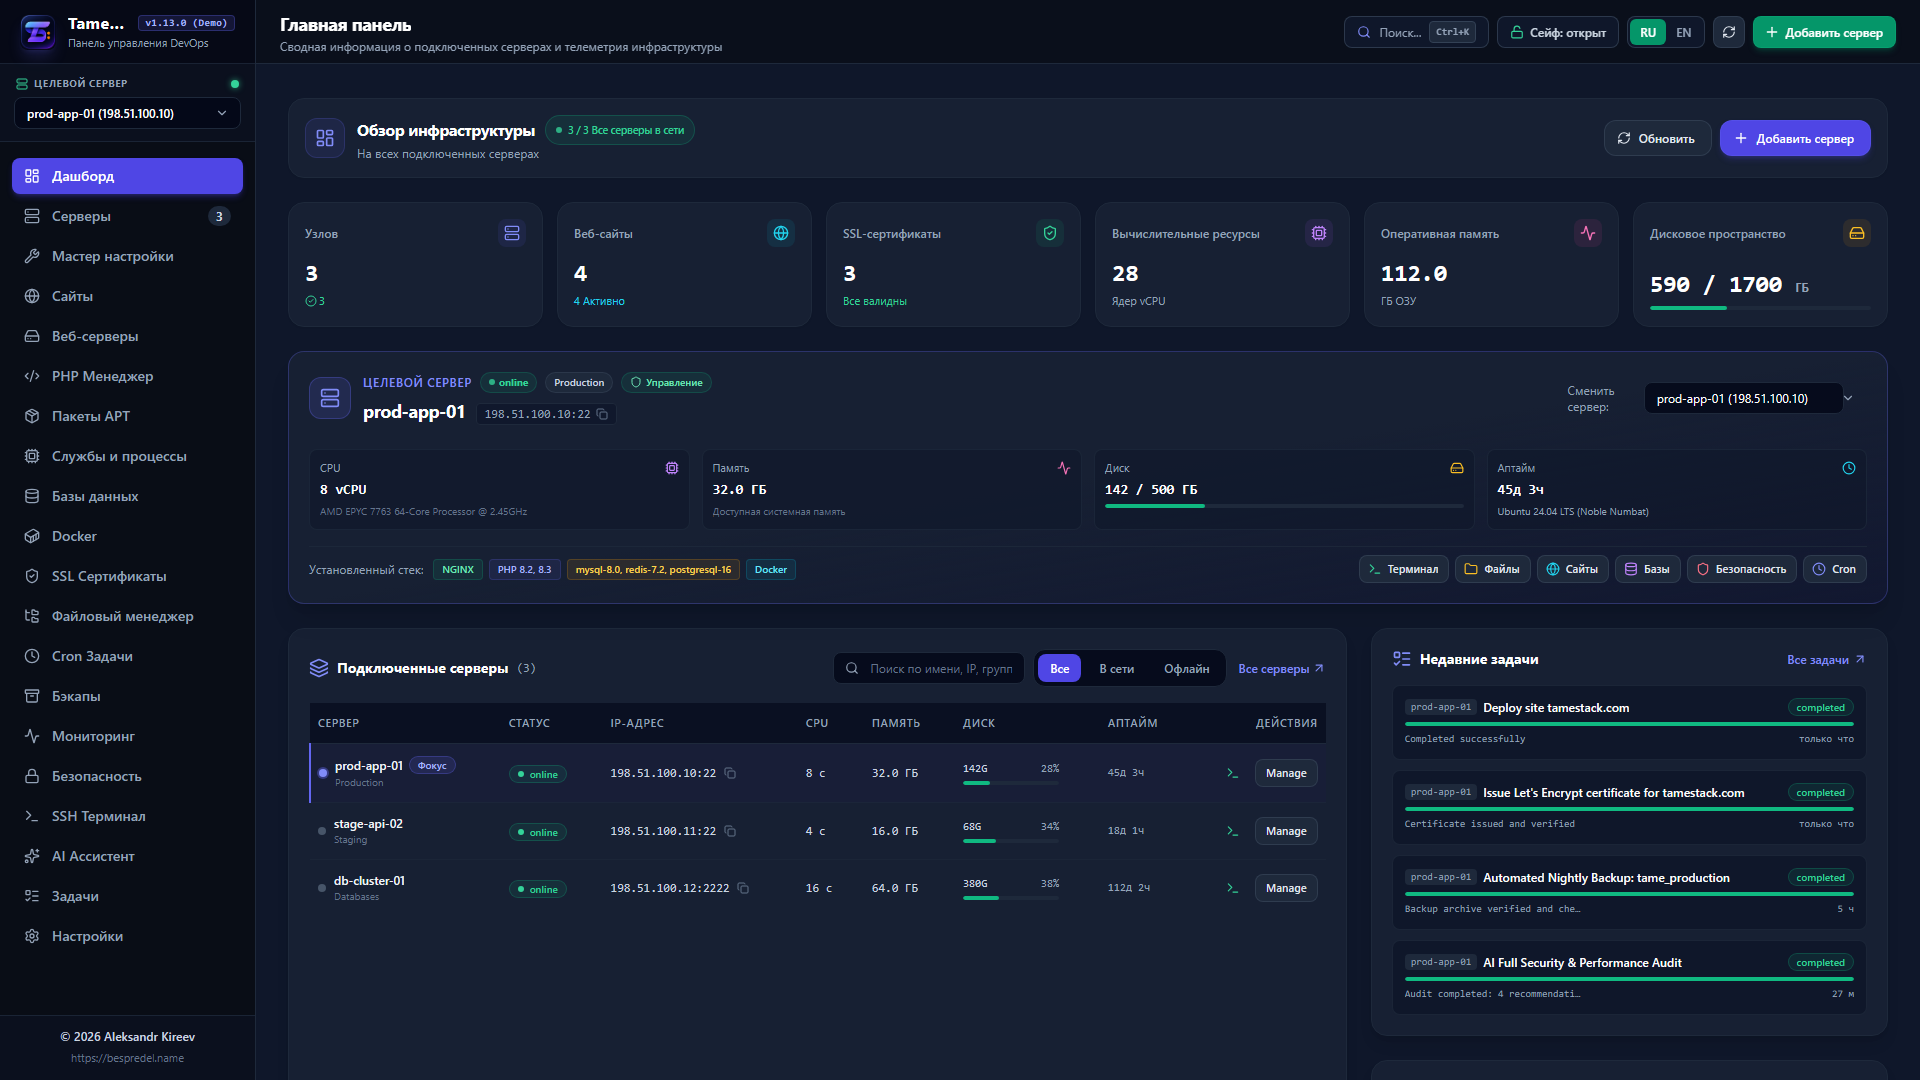 Tame...
v1.13.0 (Demo)
Панель управления DevOps
ЦЕЛЕВОЙ СЕРВЕР
prod-app-01 (198.51.100.10)
Дашборд
Серверы
3
Мастер настройки
Сайты
Веб-серверы
PHP Менеджер
Пакеты APT
Службы и процессы
Базы данных
Docker
SSL Сертификаты
Файловый менеджер
Cron Задачи
Бэкапы
Мониторинг
Безопасность
SSH Терминал
AI Ассистент
Задачи
Настройки
© 2026 Aleksandr Kireev
https://bespredel.name
Главная панель
Сводная информация о подключенных серверах и телеметрия инфраструктуры
Поиск... Ctrl+K
Сейф: открыт
RU EN
Добавить сервер
Обзор инфраструктуры
3 / 3 Все серверы в сети
На всех подключенных серверах
Обновить
Добавить сервер
Узлов
3
3
Веб-сайты
4
4 Активно
SSL-сертификаты
3
Все валидны
Вычислительные ресурсы
28
Ядер vCPU
Оперативная память
112.0
ГБ ОЗУ
Дисковое пространство
590 / 1700 ГБ
ЦЕЛЕВОЙ СЕРВЕР
online
Production
Управление
prod-app-01
198.51.100.10:22
Сменить
сервер:
prod-app-01 (198.51.100.10)
CPU
8 vCPU
AMD EPYC 7763 64-Core Processor @ 2.45GHz
Память
32.0 ГБ
Доступная системная память
Диск
142 / 500 ГБ
Аптайм
45д 3ч
Ubuntu 24.04 LTS (Noble Numbat)
Установленный стек:
NGINX
PHP 8.2, 8.3
mysql-8.0, redis-7.2, postgresql-16
Docker
Терминал
Файлы
Сайты
Базы
Безопасность
Cron
Подключенные серверы (3)
Поиск по имени, IP, групп
Все
В сети
Офлайн
Все серверы
СЕРВЕР СТАТУС IP-АДРЕС CPU ПАМЯТЬ ДИСК АПТАЙМ ДЕЙСТВИЯ
prod-app-01 Фокус
Production
online
198.51.100.10:22
8 c
32.0 ГБ
142G 28%
45д 3ч
Manage
stage-api-02
Staging
online
198.51.100.11:22
4 c
16.0 ГБ
68G 34%
18д 1ч
Manage
db-cluster-01
Databases
online
198.51.100.12:2222
16 c
64.0 ГБ
380G 38%
112д 2ч
Manage
Недавние задачи
Все задачи
prod-app-01 Deploy site tamestack.com completed
Completed successfully только что
prod-app-01 Issue Let's Encrypt certificate for tamestack.com completed
Certificate issued and verified только что
prod-app-01 Automated Nightly Backup: tame_production completed
Backup archive verified and che… 5 ч
prod-app-01 AI Full Security & Performance Audit completed
Audit completed: 4 recommendati… 27 м